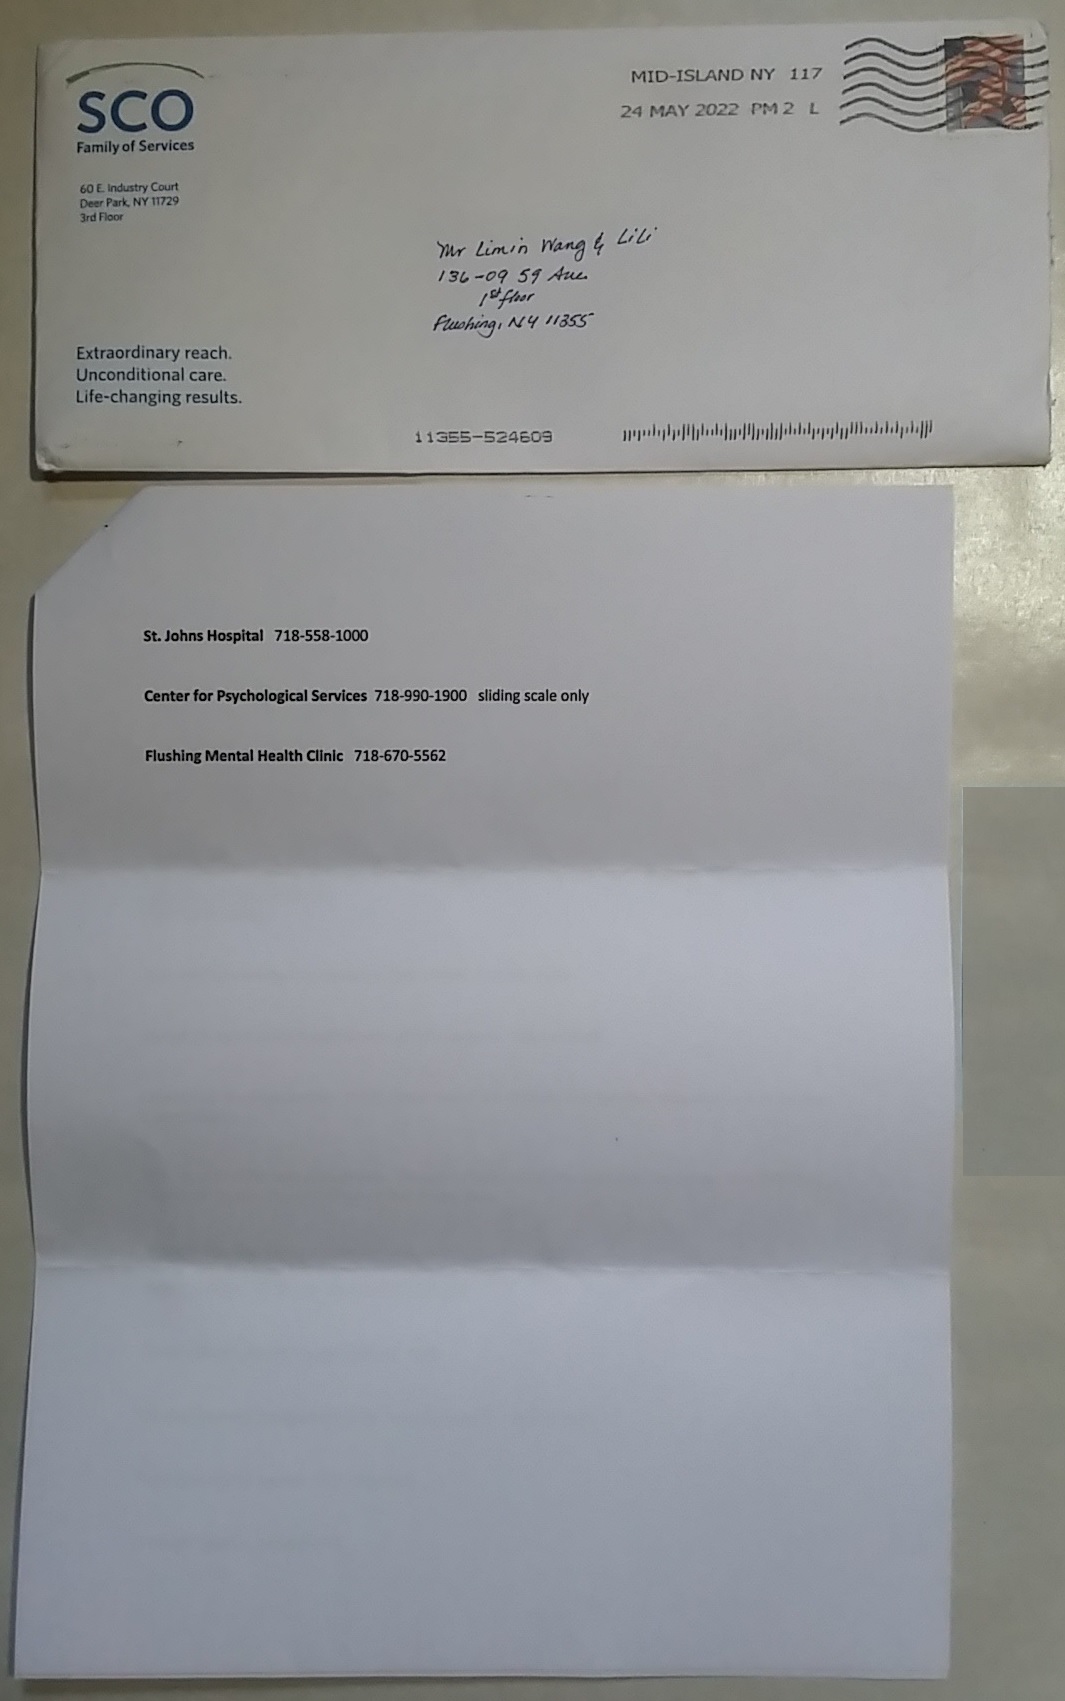 SCO
Family of Services
60 E. Industry Court
Deer Park, NY 11729
3rd Floor
MID-ISLAND NY 117
24 MAY 2022 PM 2 L
Mr Limin Wang & LiLi
136-09 59 Ave.
1st floor
Flushing, NY 11355
Extraordinary reach.
Unconditional care.
Life-changing results.
11355-524609
St. Johns Hospital 718-558-1000
Center for Psychological Services 718-990-1900 sliding scale only
Flushing Mental Health Clinic 718-670-5562